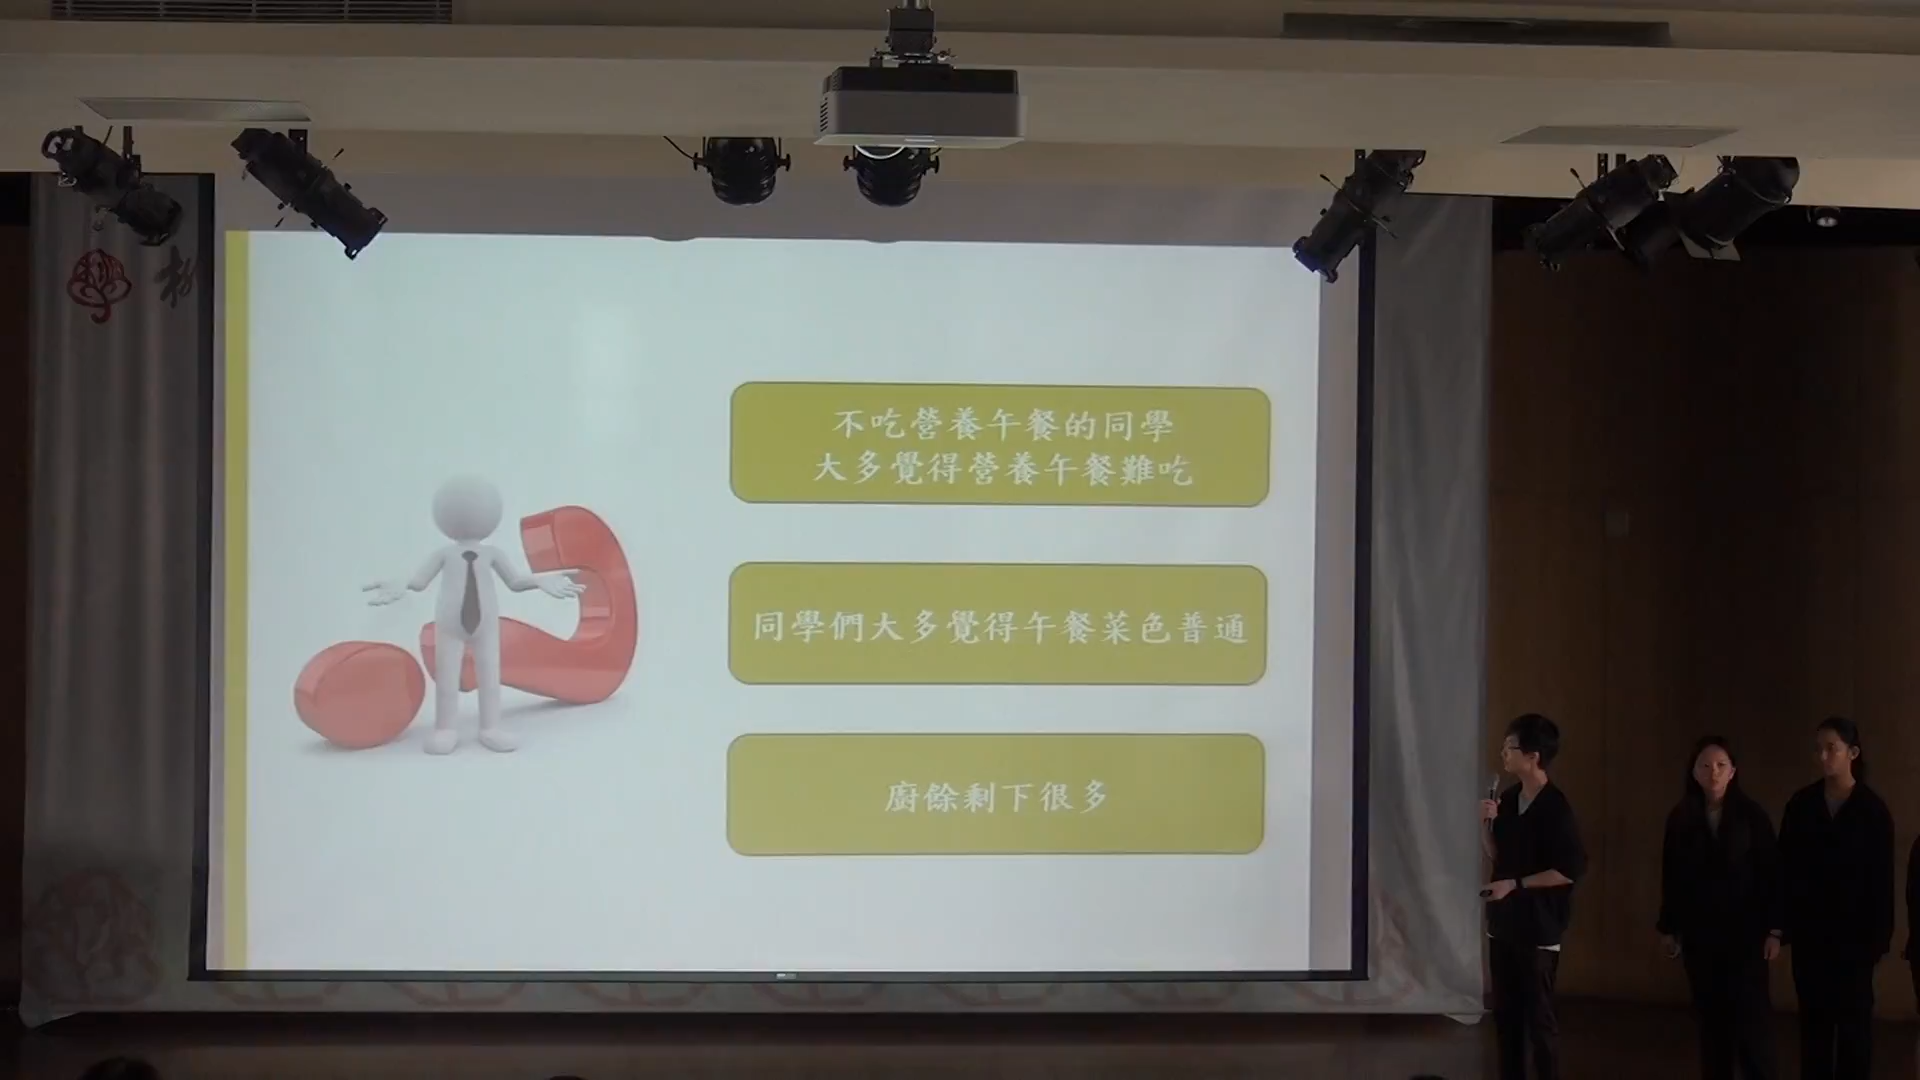 不吃營養午餐的同學
大多覺得營養午餐難吃
同學們大多覺得午餐菜色普通
廚餘剩下很多